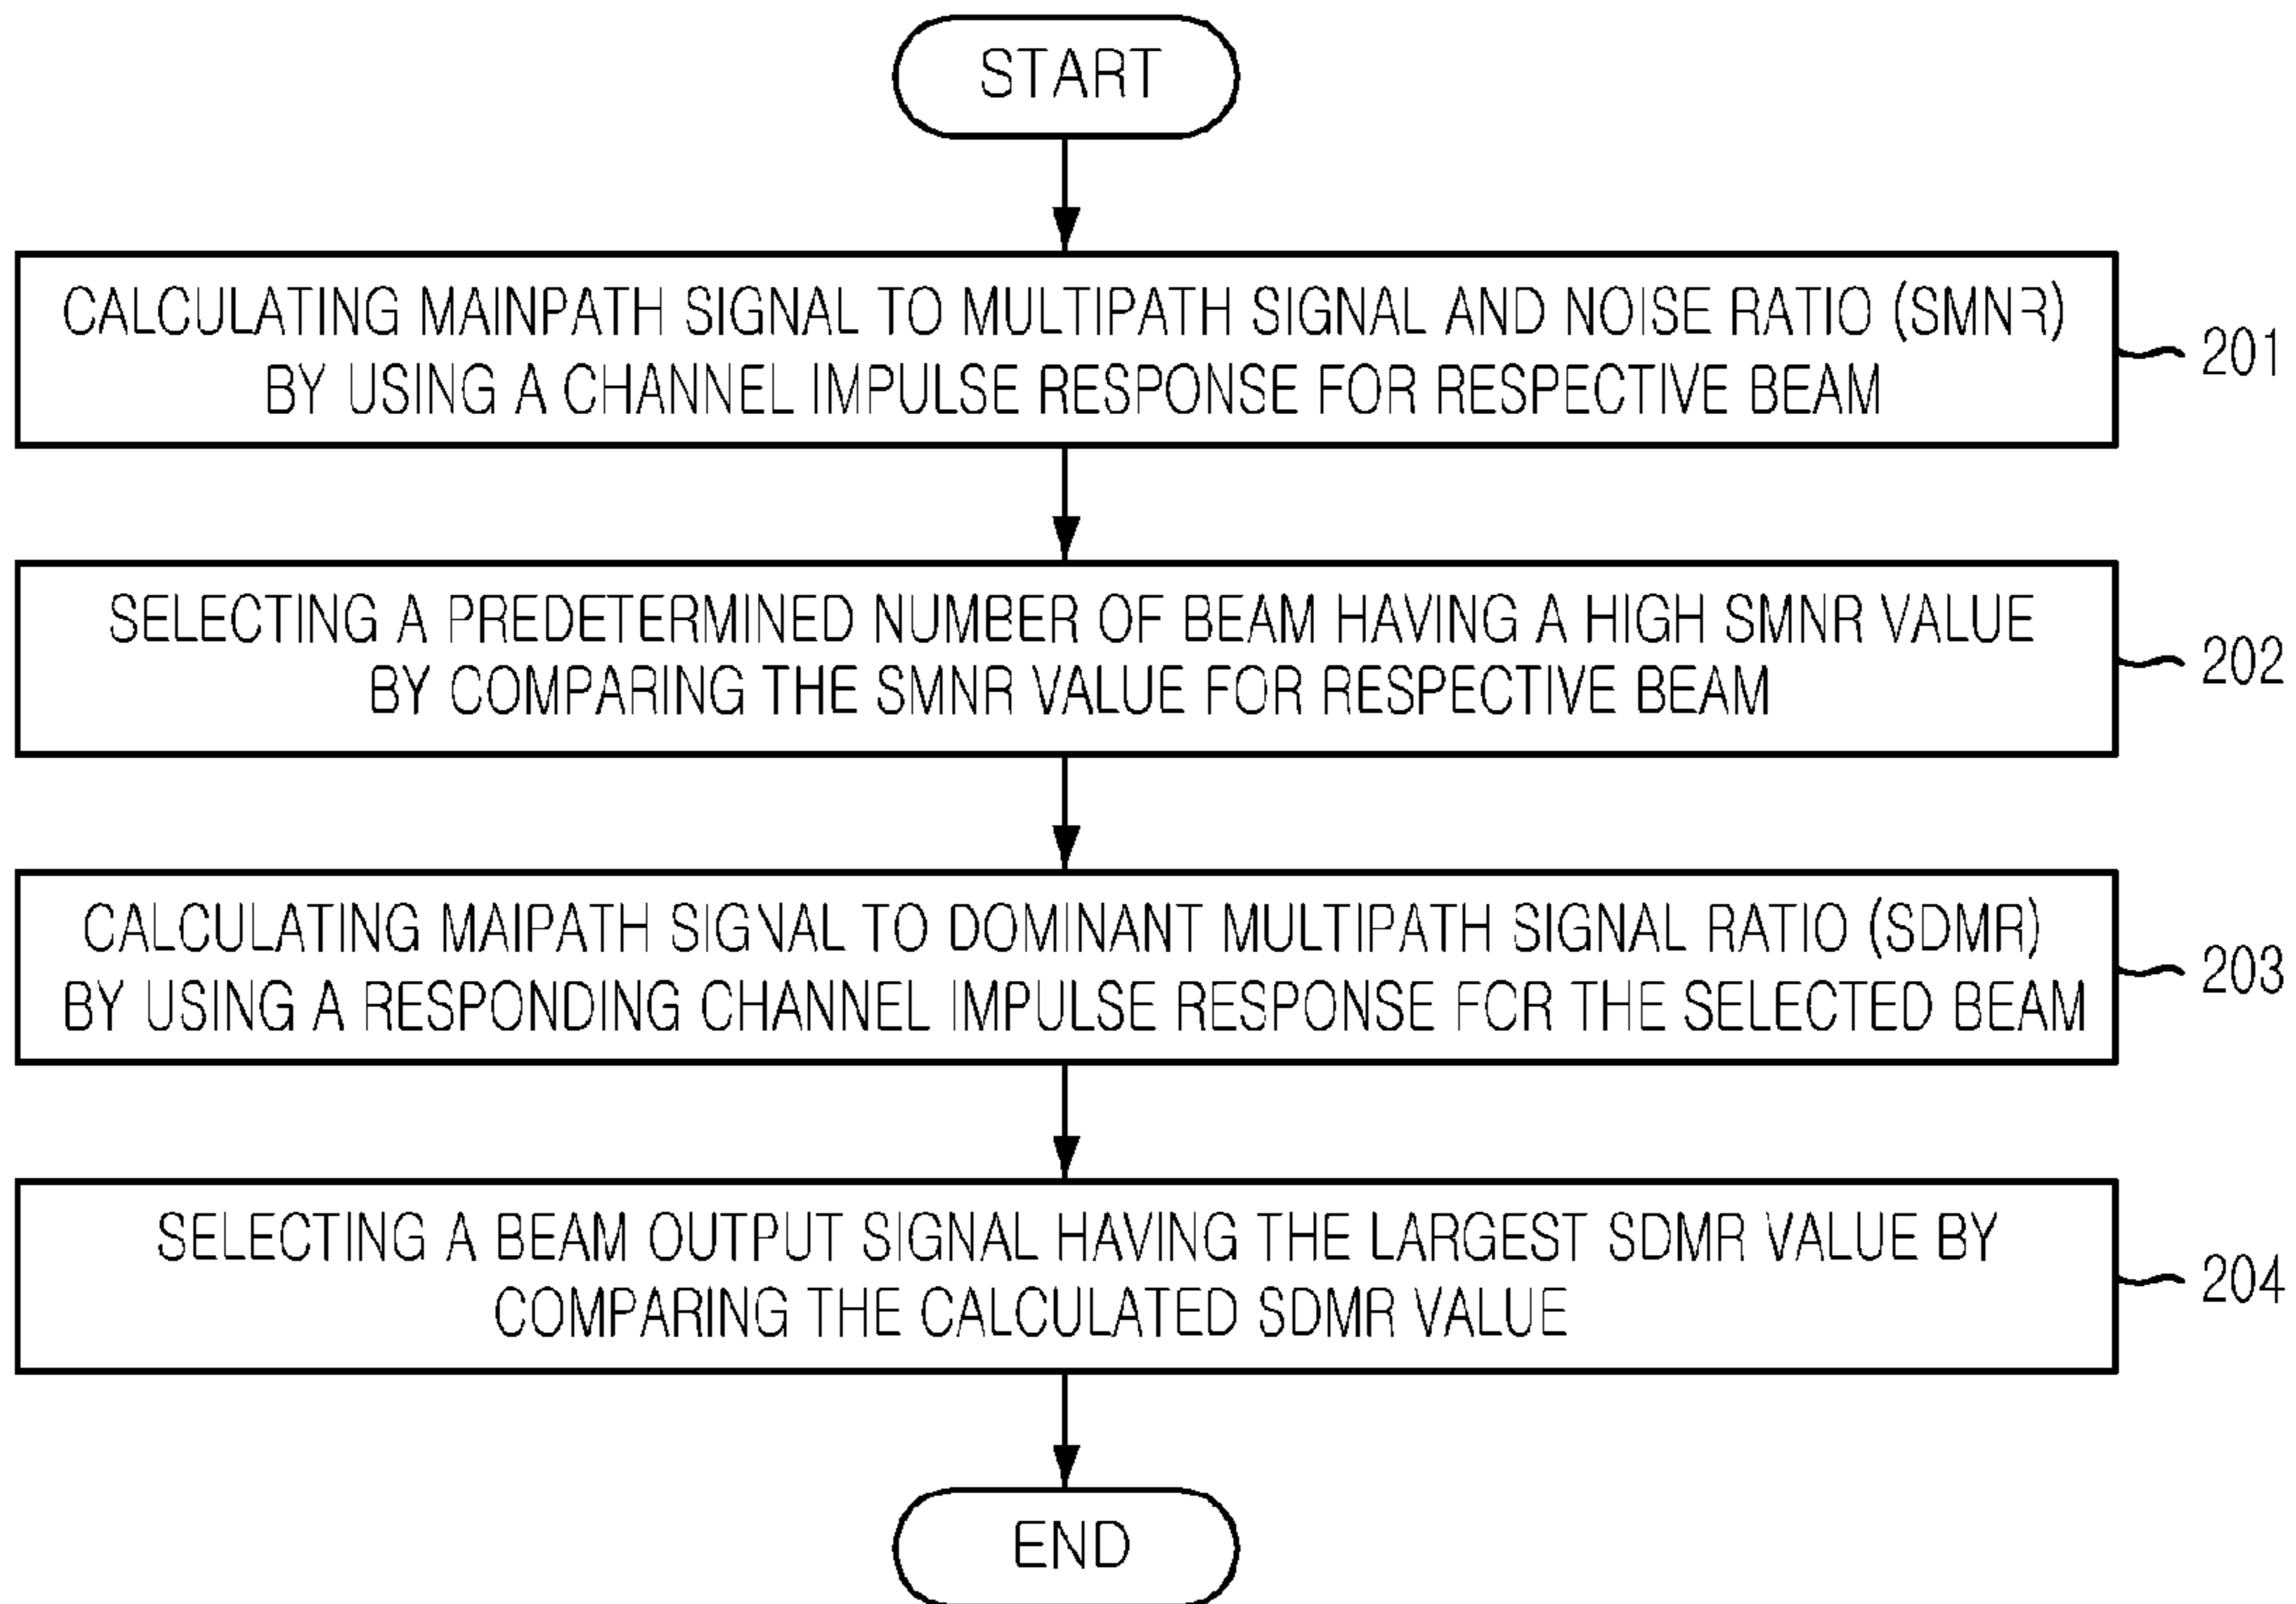 START
CALCULATING MAINPATH SIGNAL TO MULTIPATH SIGNAL AND NOISE RATIO (SMNR)
BY USING A CHANNEL IMPULSE RESPONSE FOR RESPECTIVE BEAM
201
SELECTING A PREDETERMINED NUMBER OF BEAM HAVING A HIGH SMNR VALUE
BY COMPARING THE SMNR VALUE FOR RESPECTIVE BEAM
202
CALCULATING MAIPATH SIGNAL TO DOMINANT MULTIPATH SIGNAL RATIO (SDMR)
BY USING A RESPONDING CHANNEL IMPULSE RESPONSE FOR THE SELECTED BEAM
203
SELECTING A BEAM OUTPUT SIGNAL HAVING THE LARGEST SDMR VALUE BY
COMPARING THE CALCULATED SDMR VALUE
204
END